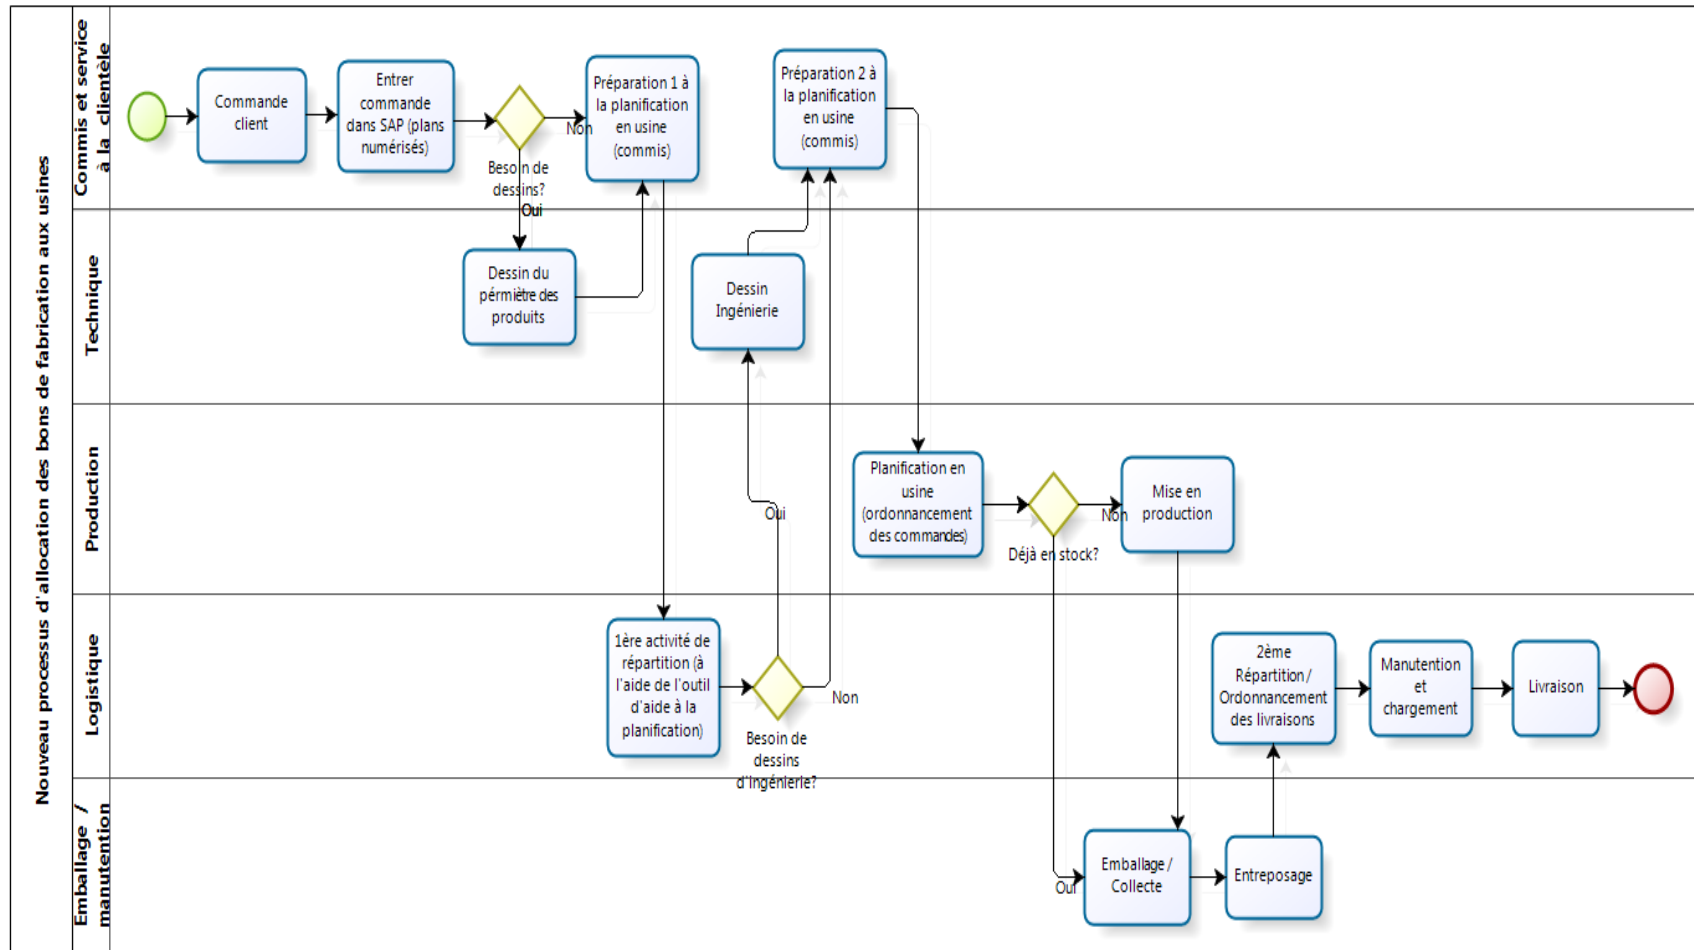 Nouveau processus d'allocation des bons de fabrication aux usines
Commis et service
à la clientèle
Commande
client
Entrer
commande
dans SAP (plans
numérisés)
Besoin de
dessins?
Non
Oui
Préparation 1 à
la planification
en usine
(commis)
Préparation 2 à
la planification
en usine
(commis)
Technique
Dessin du
pérmiètre des
produits
Dessin
Ingénierie
Production
Planification en
usine
(ordonnancement
des commandes)
Déjà en stock?
Non
Mise en
production
Oui
Logistique
1ère activité de
répartition (à
l'aide de l'outil
d'aide à la
planification)
Besoin de
dessins
d'ingénierie?
Non
2ème
Répartition /
Ordonnancement
des livraisons
Manutention
et
chargement
Livraison
Emballage /
manutention
Oui
Emballage /
Collecte
Entreposage